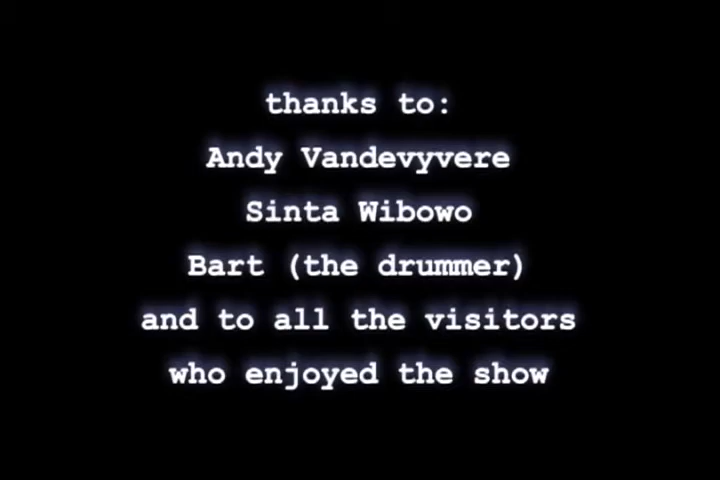 thanks to:
Andy Vandevyvere
Sinta Wibowo
Bart (the drummer)
and to all the visitors
who enjoyed the show